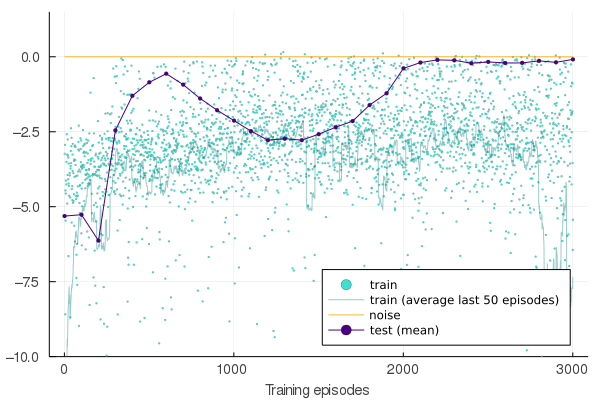 0.0
−2.5
−5.0
−7.5
−10.0
0
1000
2000
3000
Training episodes
train
train (average last 50 episodes)
noise
test (mean)